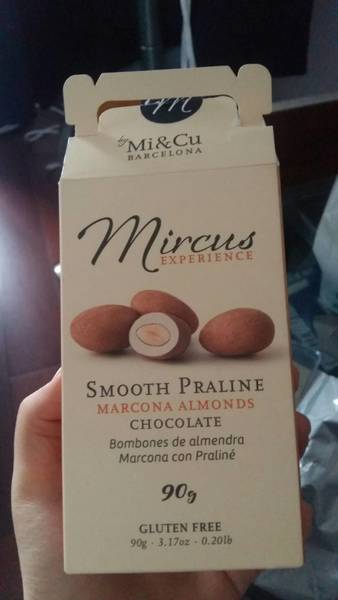 M
by Mi&Cu
BARCELONA
Mircus
EXPERIENCE
SMOOTH PRALINE
MARCONA ALMONDS
CHOCOLATE
Bombones de almendra
Marcona con Praliné
90g
GLUTEN FREE
90g - 3.17oz - 0.20lb